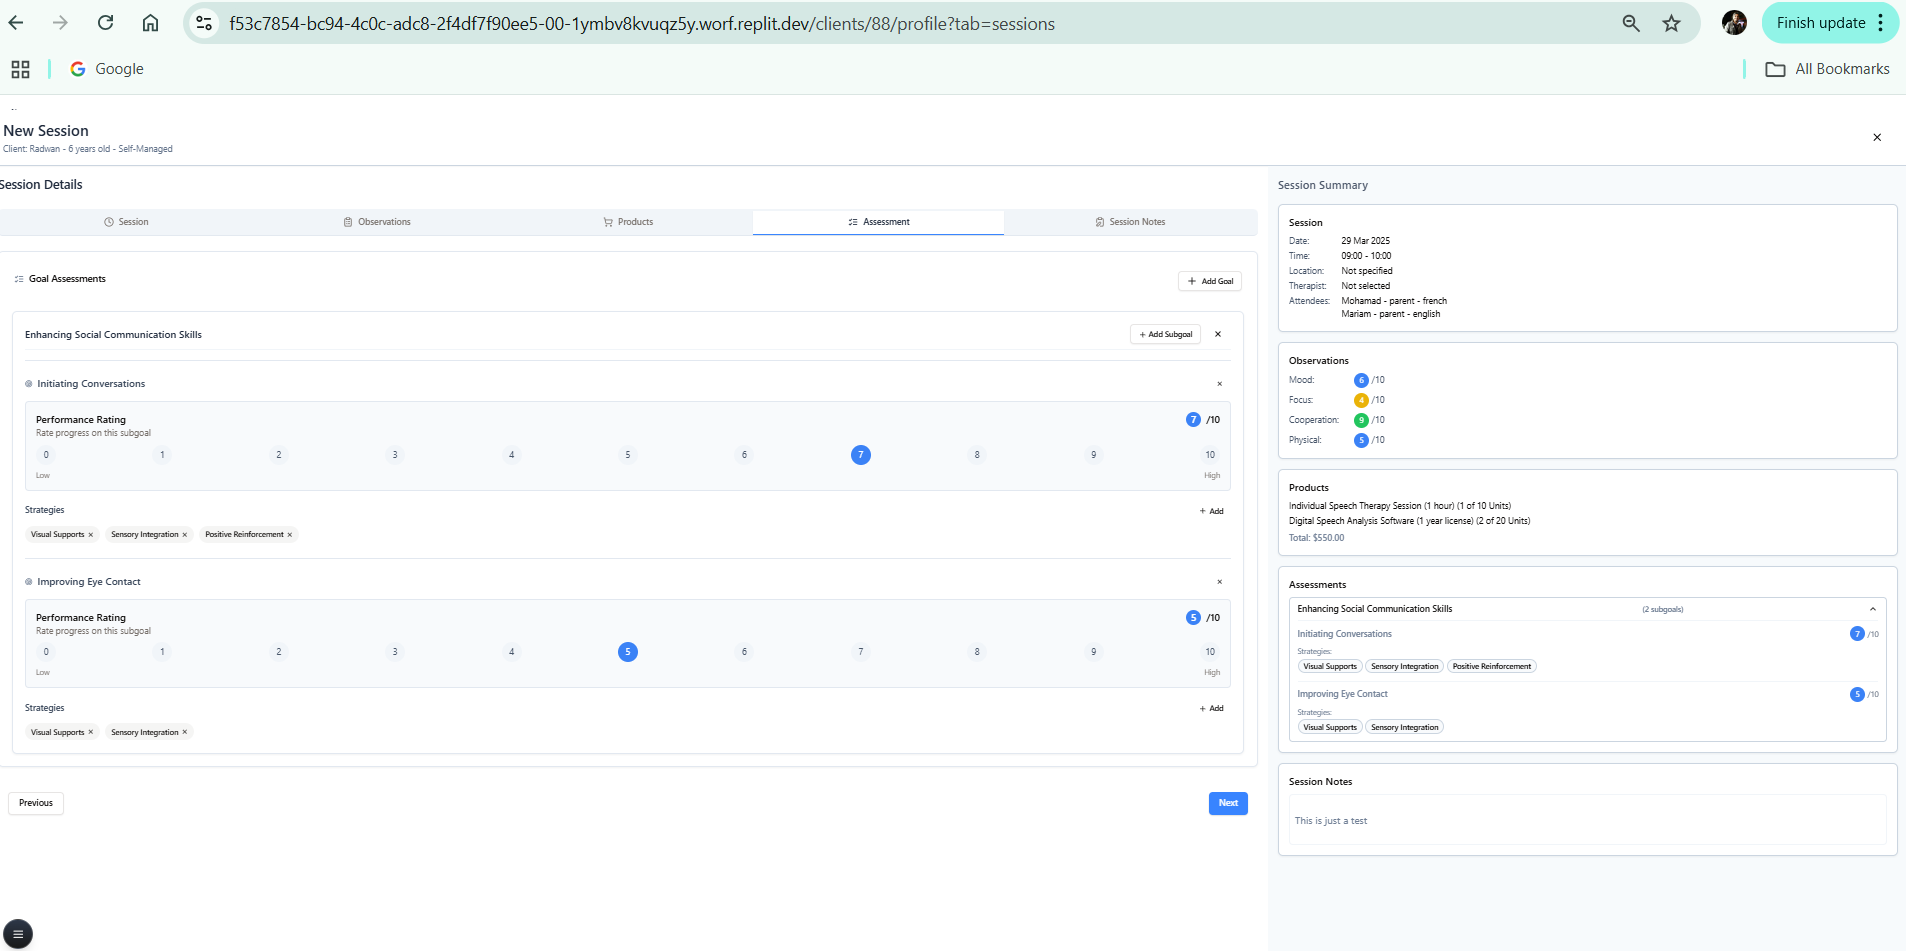 f53c7854-bc94-4c0c-adc8-2f4df7f90ee5-00-1ymbv8kvuqz5y.worf.replit.dev/clients/88/profile?tab=sessions
Finish update
Google
All Bookmarks
New Session
Client: Radwan - 6 years old - Self-Managed
Session Details
Session
Observations
Products
Assessment
Session Notes
Goal Assessments
+ Add Goal
Enhancing Social Communication Skills
+ Add Subgoal ×
Initiating Conversations ×
Performance Rating 7 /10
Rate progress on this subgoal
0 1 2 3 4 5 6 7 8 9 10
Low High
Strategies + Add
Visual Supports × Sensory Integration × Positive Reinforcement ×
Improving Eye Contact ×
Performance Rating 5 /10
Rate progress on this subgoal
0 1 2 3 4 5 6 7 8 9 10
Low High
Strategies + Add
Visual Supports × Sensory Integration ×
Previous Next
Session Summary
Session
Date: 29 Mar 2025
Time: 09:00 - 10:00
Location: Not specified
Therapist: Not selected
Attendees: Mohamad - parent - french
Mariam - parent - english
Observations
Mood: 6 /10
Focus: 4 /10
Cooperation: 9 /10
Physical: 5 /10
Products
Individual Speech Therapy Session (1 hour) (1 of 10 Units)
Digital Speech Analysis Software (1 year license) (2 of 20 Units)
Total: $550.00
Assessments
Enhancing Social Communication Skills (2 subgoals)
Initiating Conversations 7 /10
Strategies:
Visual Supports Sensory Integration Positive Reinforcement
Improving Eye Contact 5 /10
Strategies:
Visual Supports Sensory Integration
Session Notes
This is just a test